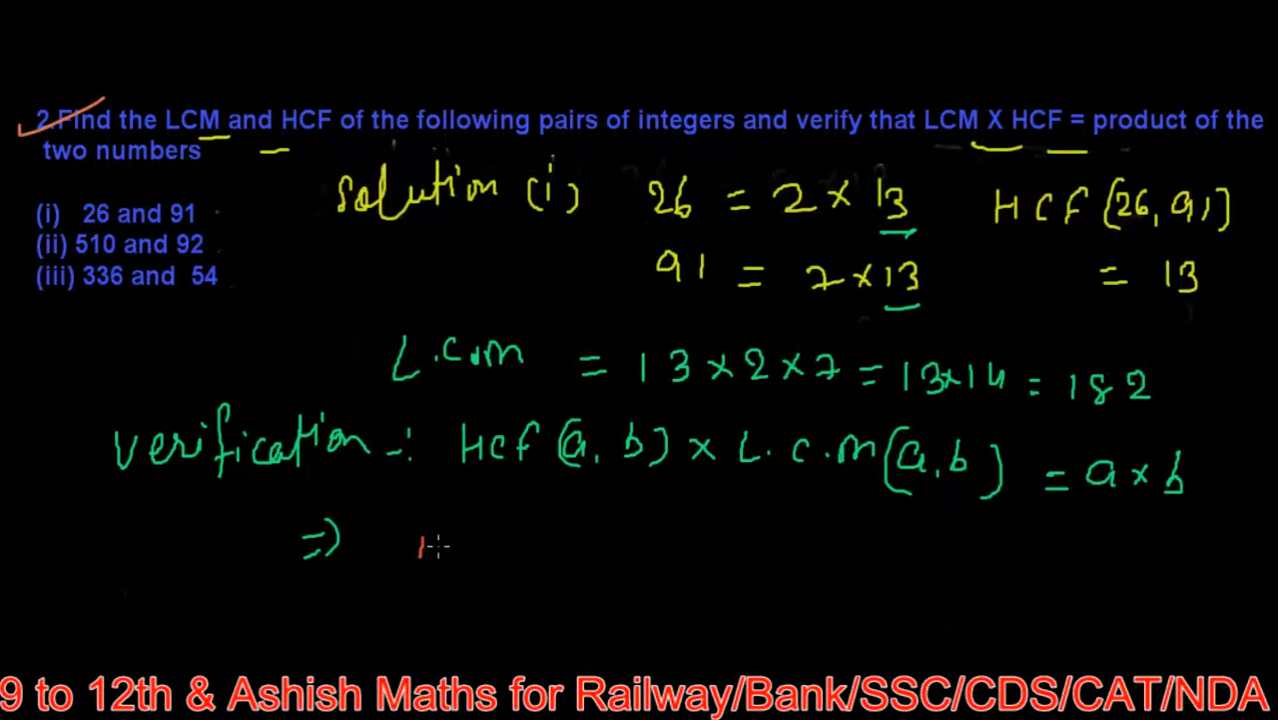 2.Find the LCM and HCF of the following pairs of integers and verify that LCM X HCF = product of the
two numbers
(i) 26 and 91
(ii) 510 and 92
(iii) 336 and 54
Solution (i) 26 = 2 × 13 HCF (26, 91)
91 = 7 × 13 = 13
L.C.M = 13 × 2 × 7 = 13×14 = 182
Verification -: HCF (a, b) × L.C.M (a, b) = a × b
⇒
9 to 12th & Ashish Maths for Railway/Bank/SSC/CDS/CAT/NDA